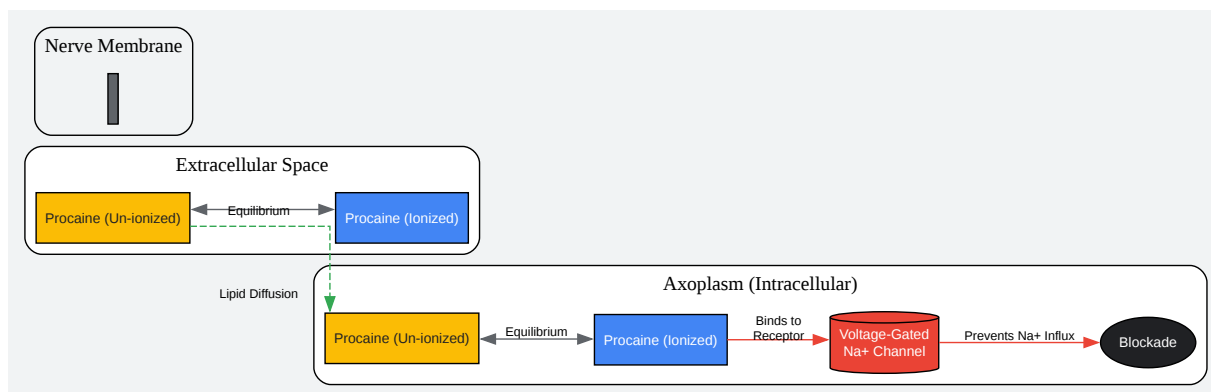 Nerve Membrane
Extracellular Space
Procaine (Un-ionized)
Equilibrium
Procaine (Ionized)
Lipid Diffusion
Axoplasm (Intracellular)
Procaine (Un-ionized)
Equilibrium
Procaine (Ionized)
Binds to
Receptor
Voltage-Gated
Na+ Channel
Prevents Na+ Influx
Blockade